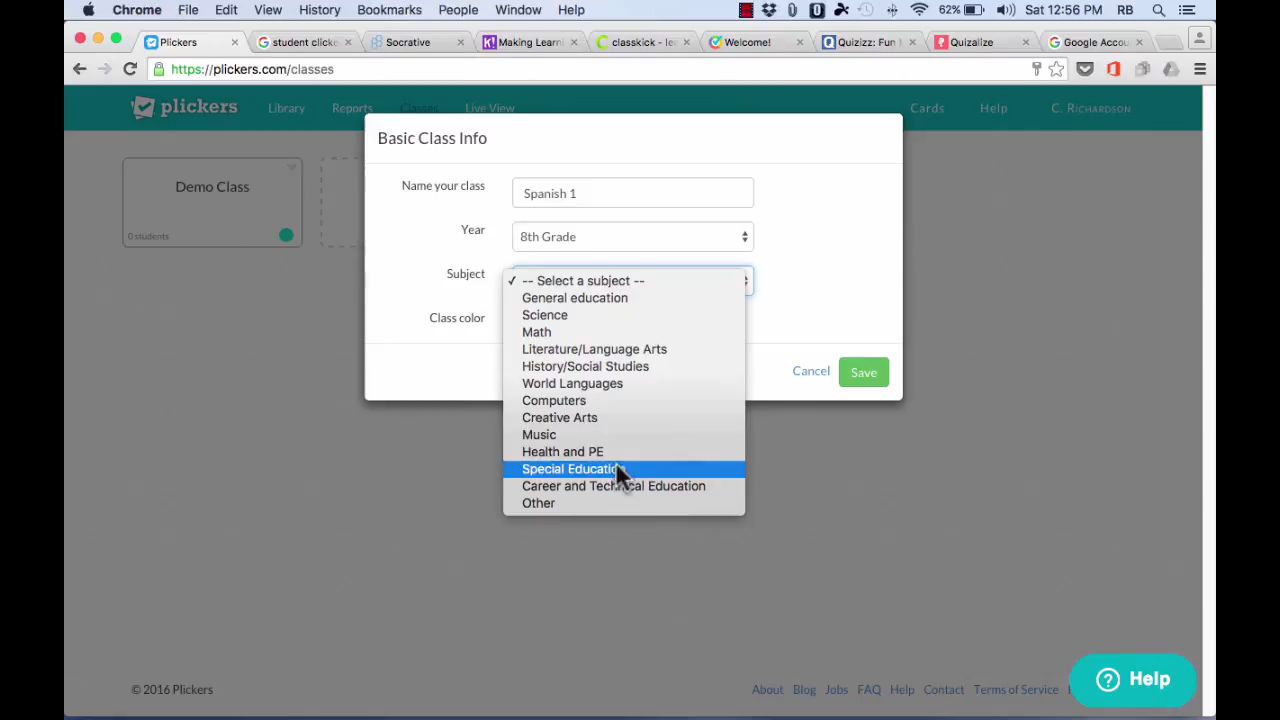 Chrome File Edit View History Bookmarks People Window Help 62% Sat 12:56 PM RB
Plickers student clicke Socrative Making Learni classkick - le Welcome! Quizizz: Fun M Quizalize Google Accou
https://plickers.com/classes
plickers Library Reports Classes Live View Cards Help C. RICHARDSON
Basic Class Info
Demo Class
0 students
Name your class Spanish 1
Year 8th Grade
Subject
✓ -- Select a subject --
General education
Science
Math
Literature/Language Arts
History/Social Studies
World Languages
Computers
Creative Arts
Music
Health and PE
Special Education
Career and Technical Education
Other
Class color
Cancel Save
© 2016 Plickers
About Blog Jobs FAQ Help Contact Terms of Service
Help